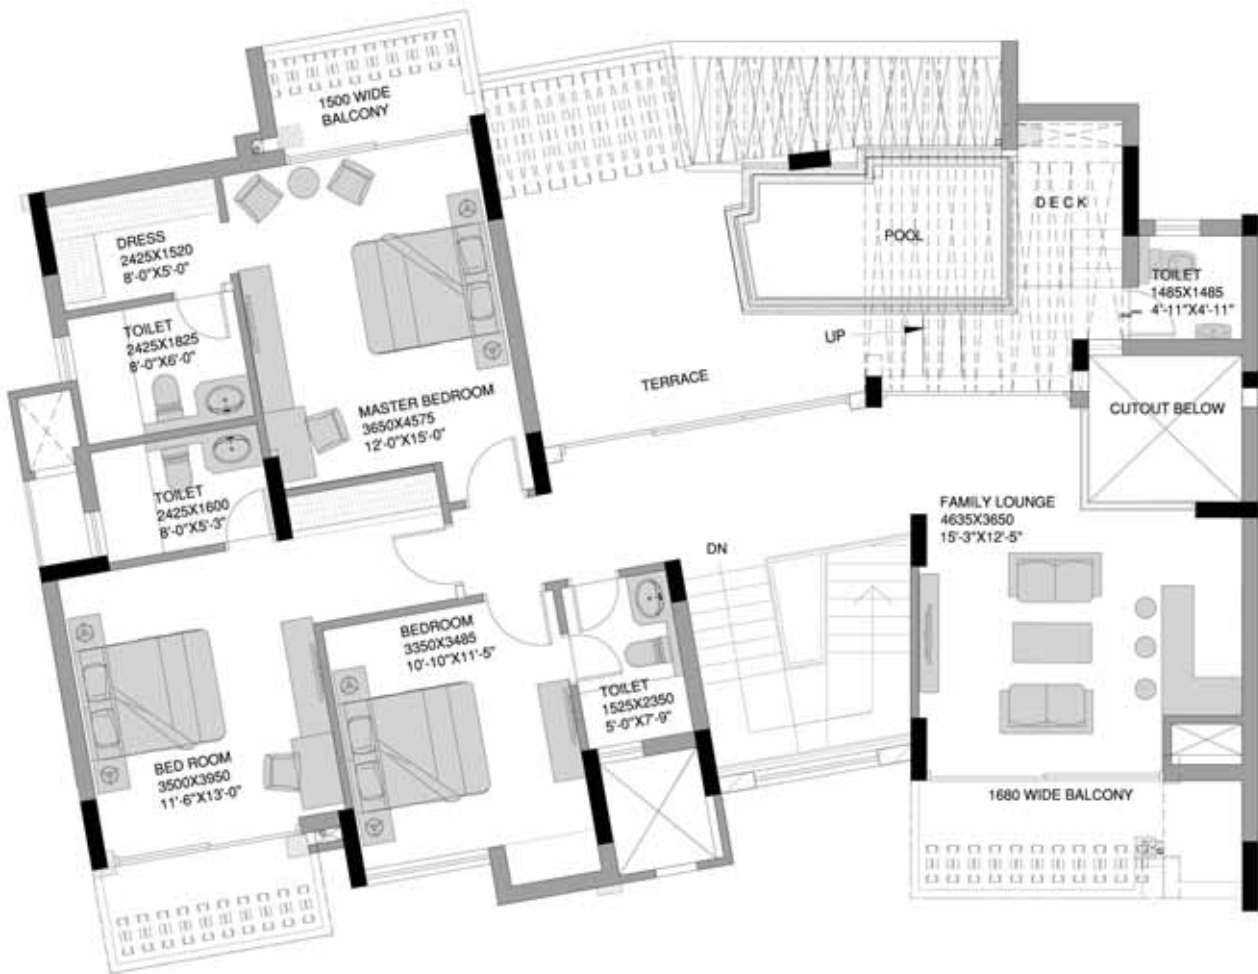 1500 WIDE
BALCONY
DRESS
2425X1520
8'-0"X5'-0"
TOILET
2425X1825
8'-0"X6'-0"
MASTER BEDROOM
3650X4575
12'-0"X15'-0"
TOILET
2425X1600
8'-0"X5'-3"
DECK
POOL
TOILET
1485X1485
4'-11"X4'-11"
UP
TERRACE
CUTOUT BELOW
FAMILY LOUNGE
4635X3650
15'-3"X12'-5"
DN
BEDROOM
3350X3485
10'-10"X11'-5"
TOILET
1525X2350
5'-0"X7'-9"
BED ROOM
3500X3950
11'-6"X13'-0"
1680 WIDE BALCONY